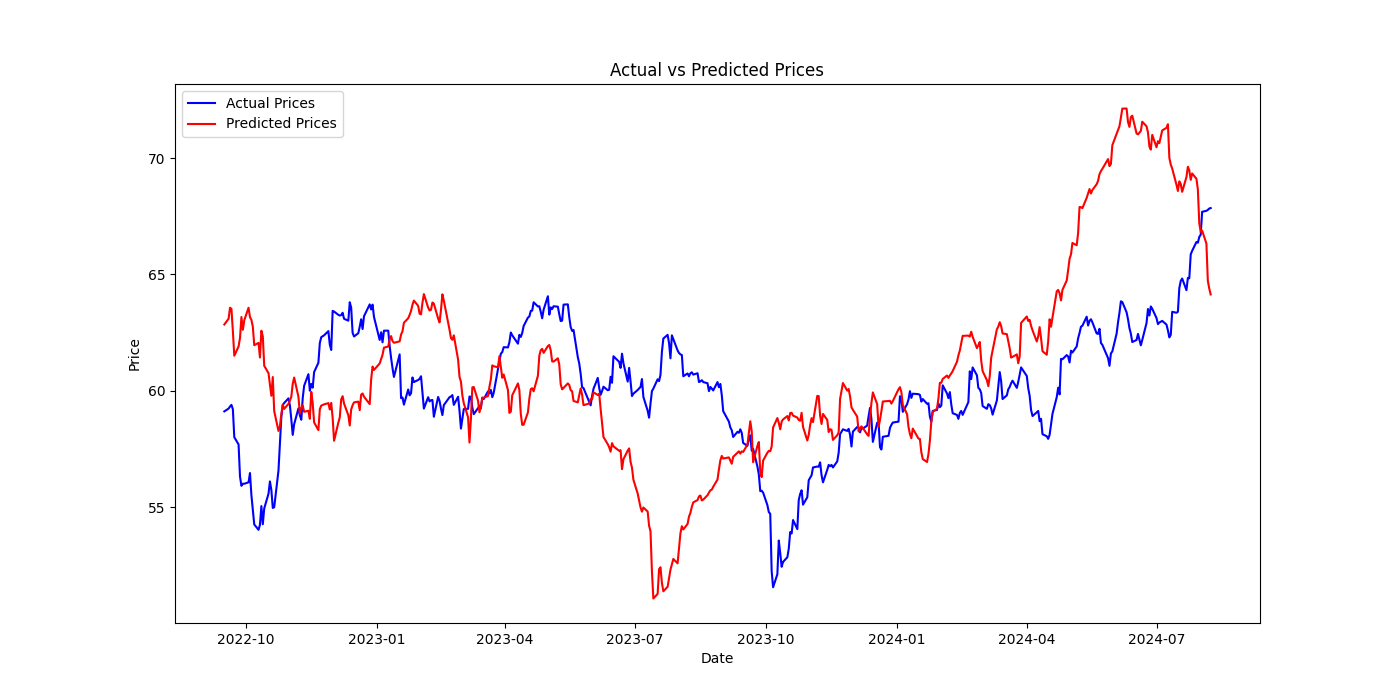 Actual vs Predicted Prices
Actual Prices
Predicted Prices
70
65
60
55
Price
2022-10 2023-01 2023-04 2023-07 2023-10 2024-01 2024-04 2024-07
Date